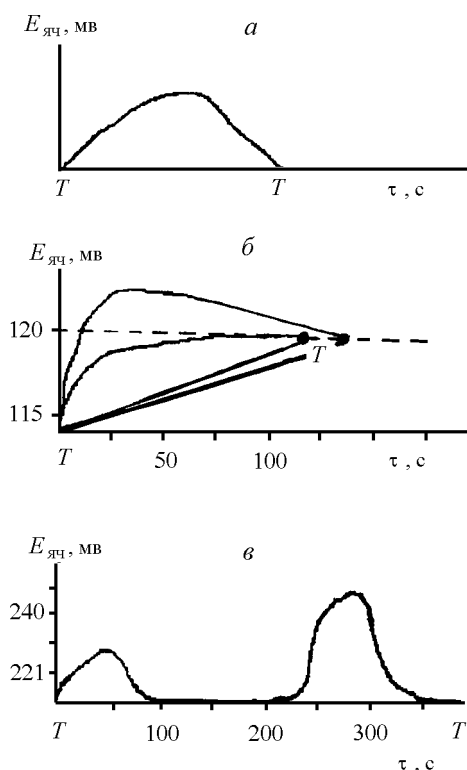 E яч, мв а
T T τ, с
E яч, мв б
120
T
115
T 50 100 τ, с
E яч, мв в
240
221
T 100 200 300 T
τ, с